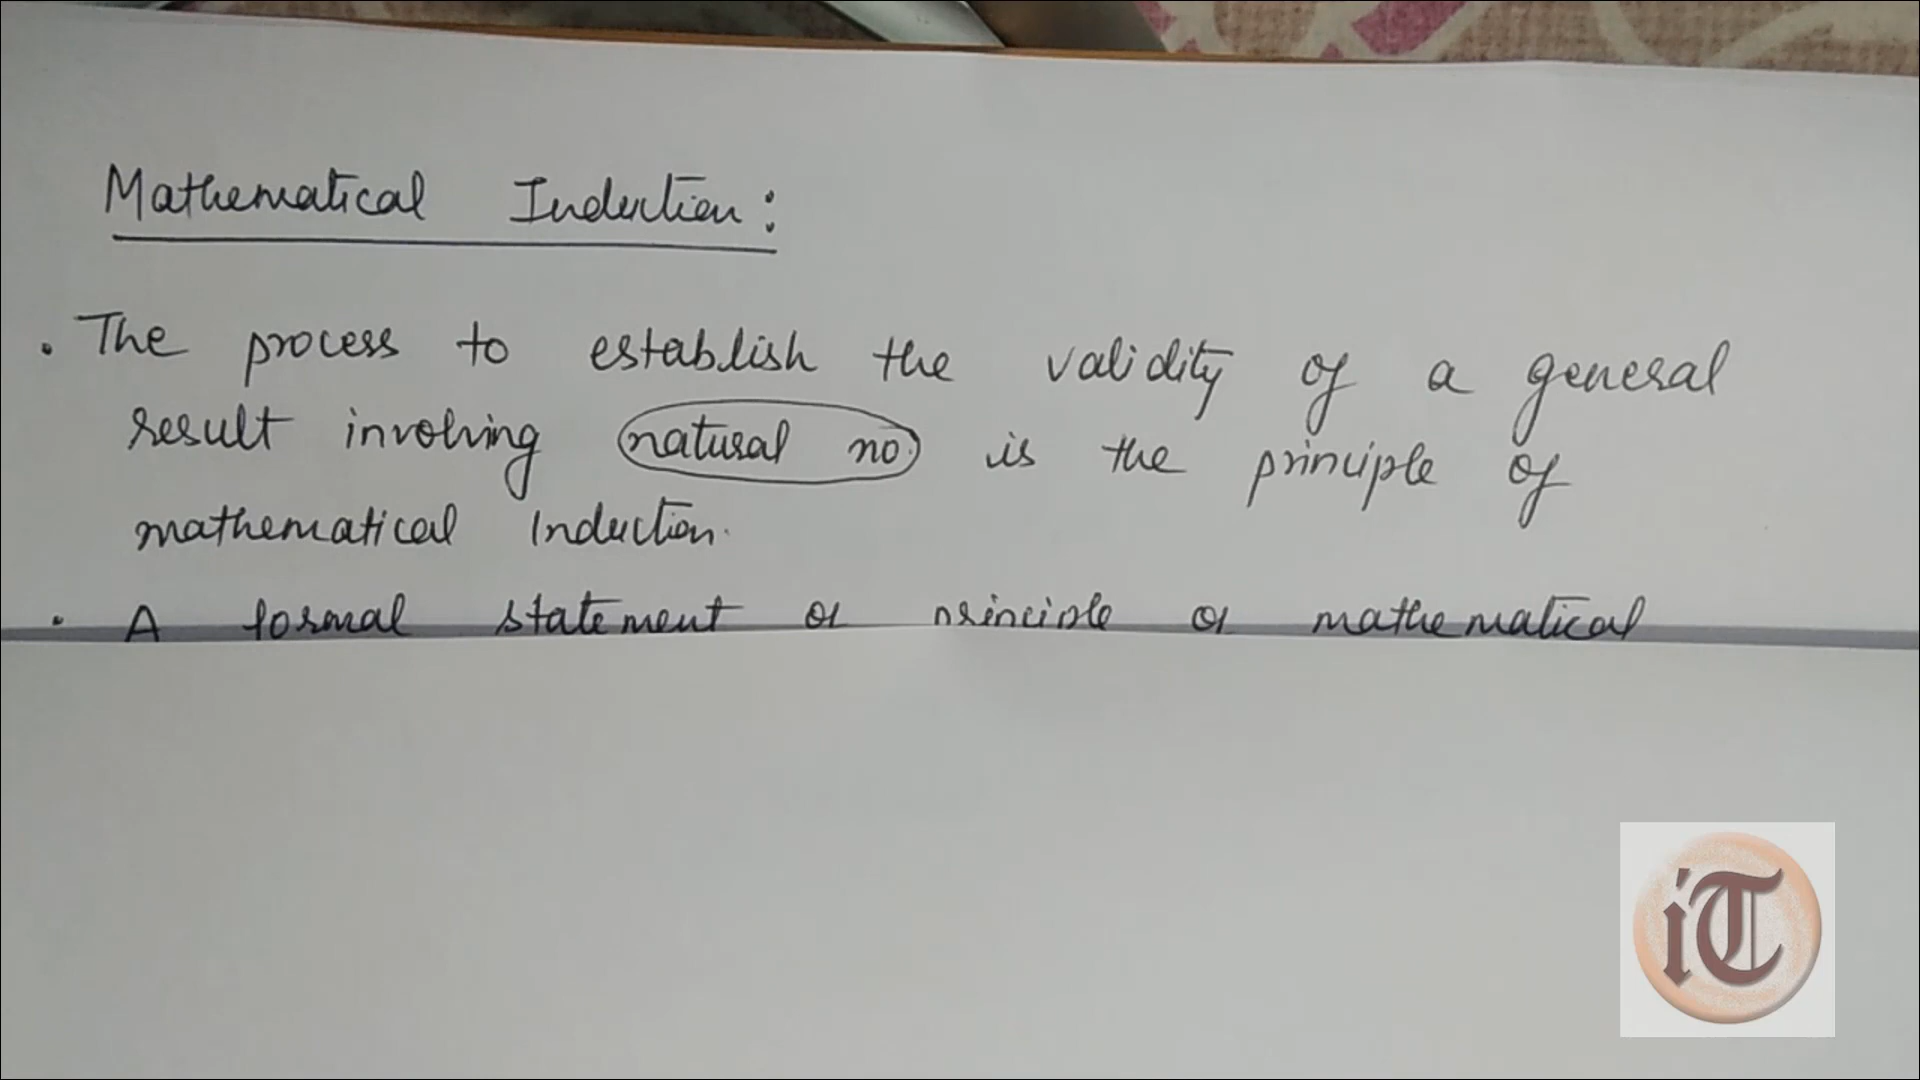 Mathematical Induction:
. The process to establish the validity of a general
result involving natural no. is the principle of
mathematical Induction.
. A formal statement of principle of mathematical
iT